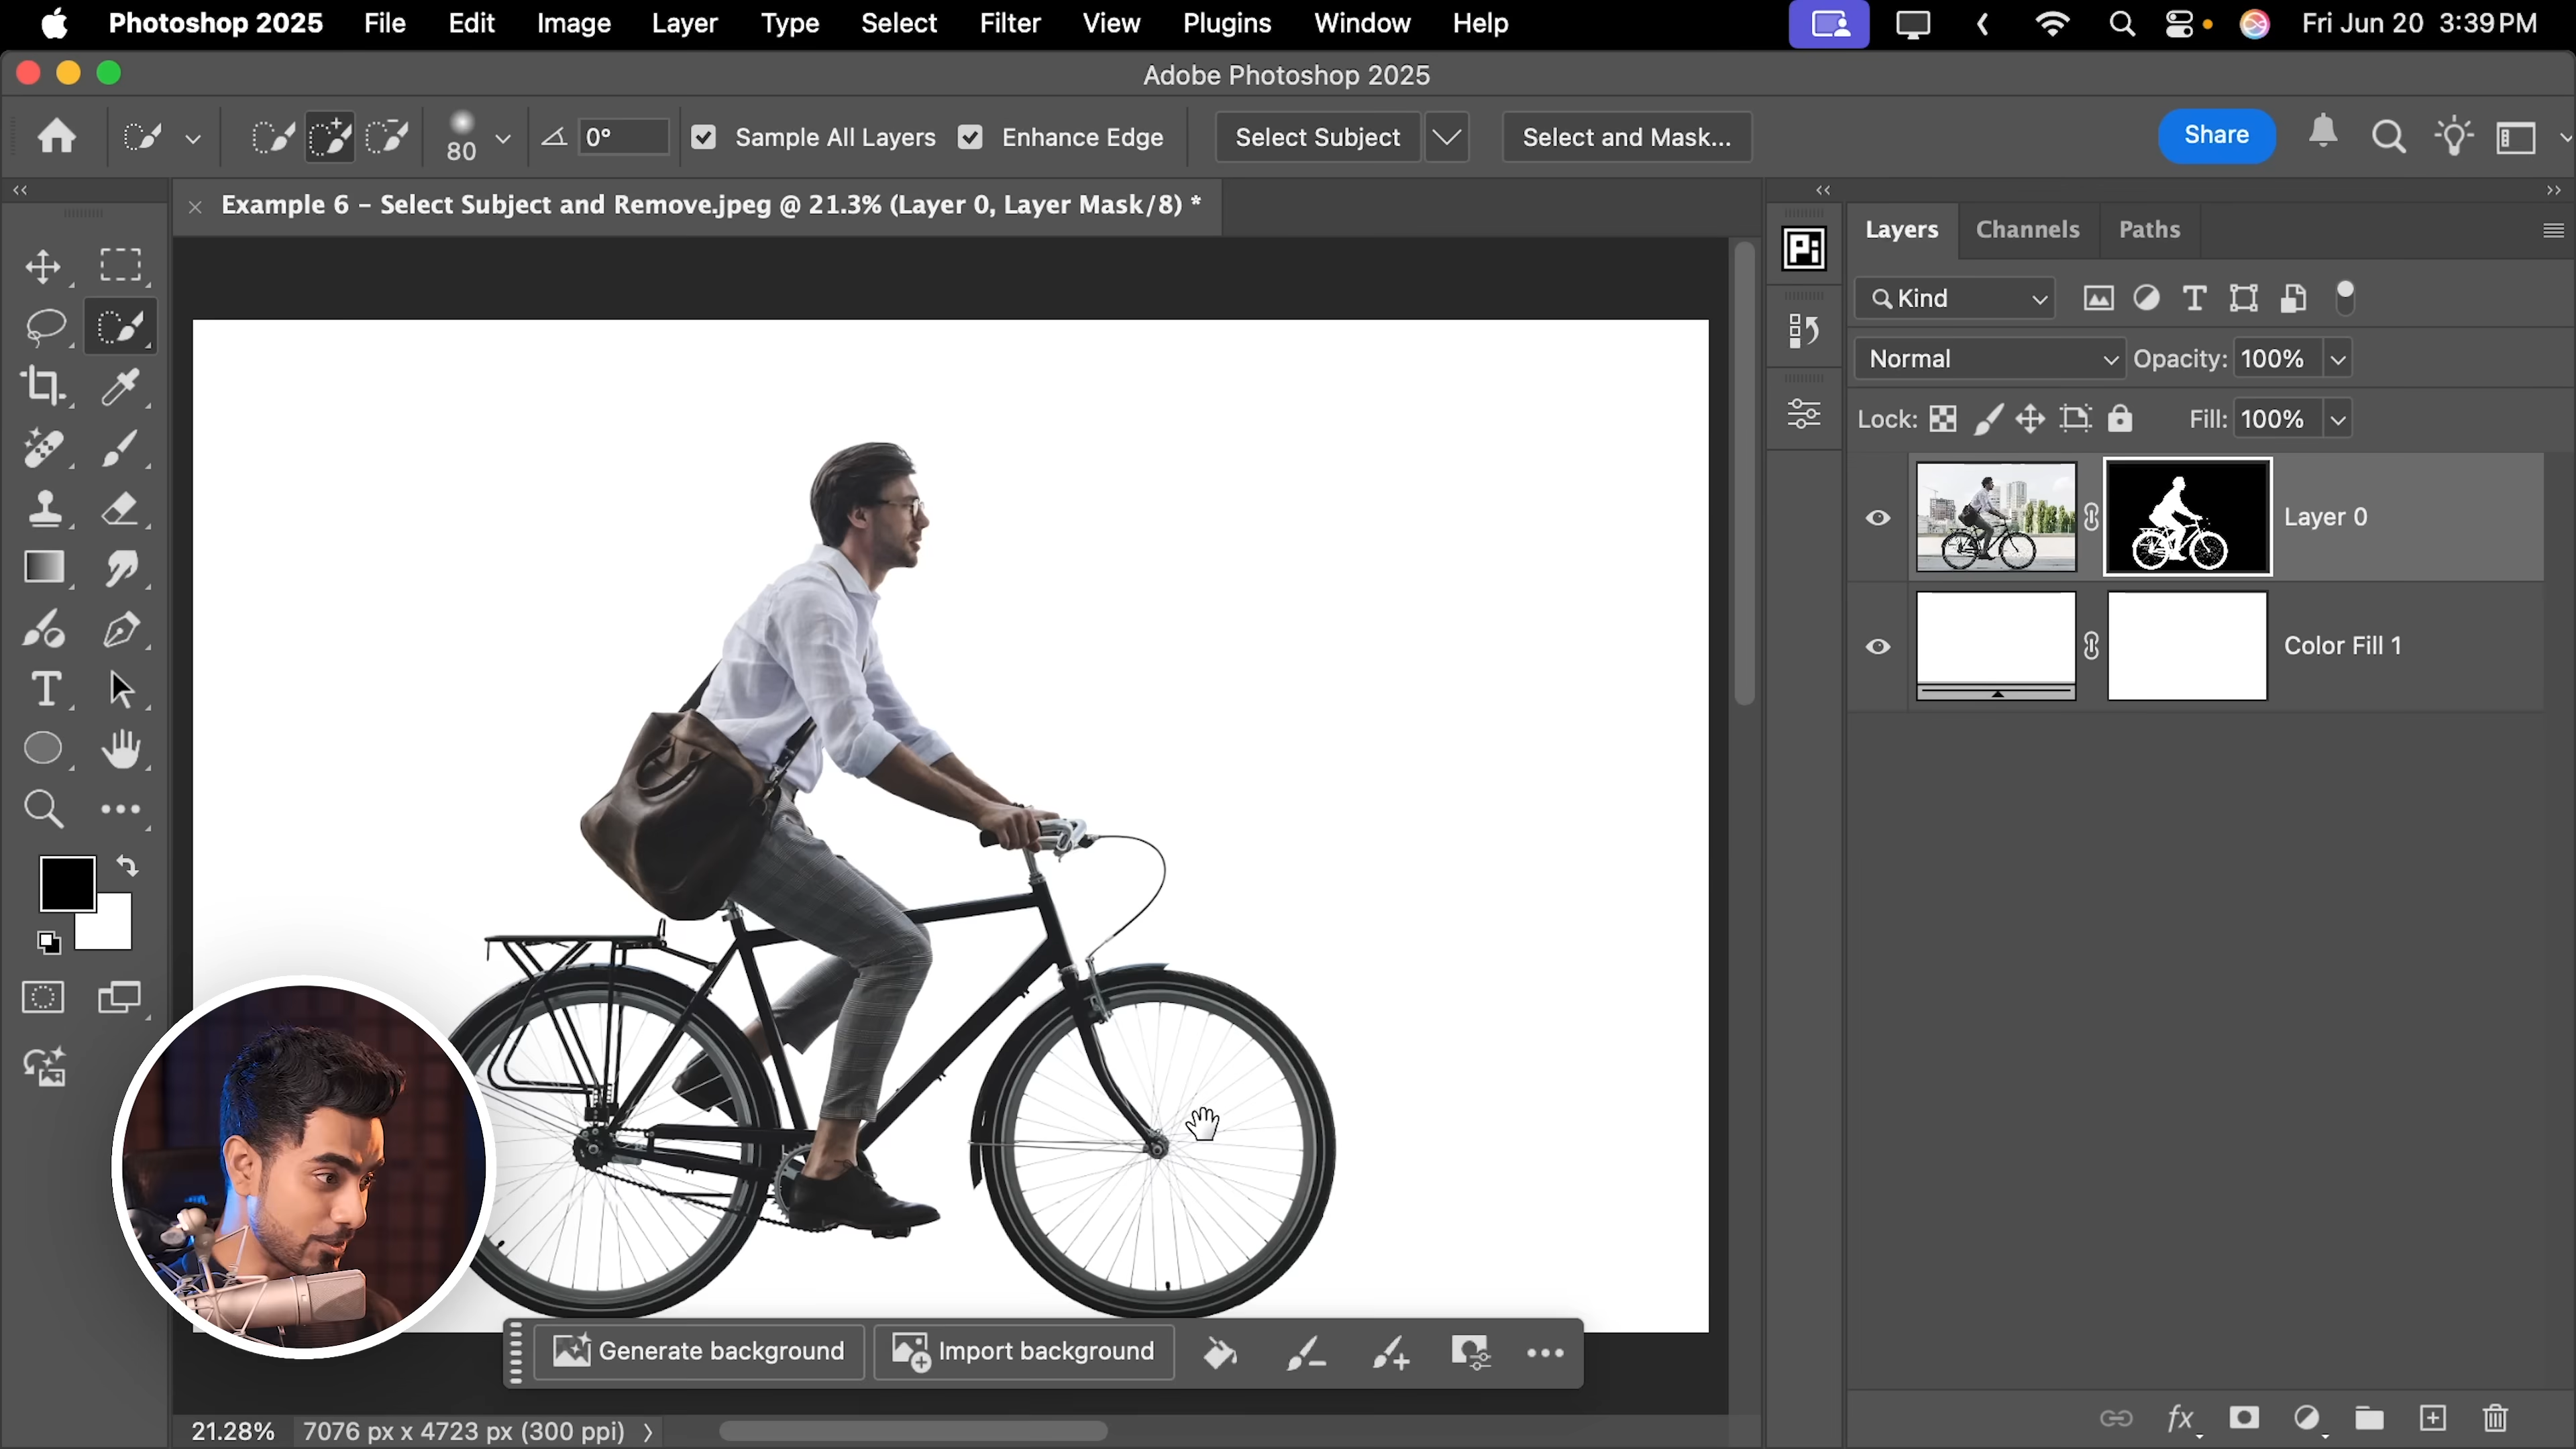 Photoshop 2025 File Edit Image Layer Type Select Filter View Plugins Window Help Fri Jun 20 3:39 PM
Adobe Photoshop 2025
80 0° Sample All Layers Enhance Edge Select Subject Select and Mask... Share
Example 6 – Select Subject and Remove.jpeg @ 21.3% (Layer 0, Layer Mask/8) *
Layers Channels Paths
Pi
Kind
Normal Opacity: 100%
Lock: Fill: 100%
Layer 0
Color Fill 1
Generate background Import background
21.28% 7076 px x 4723 px (300 ppi)
fx